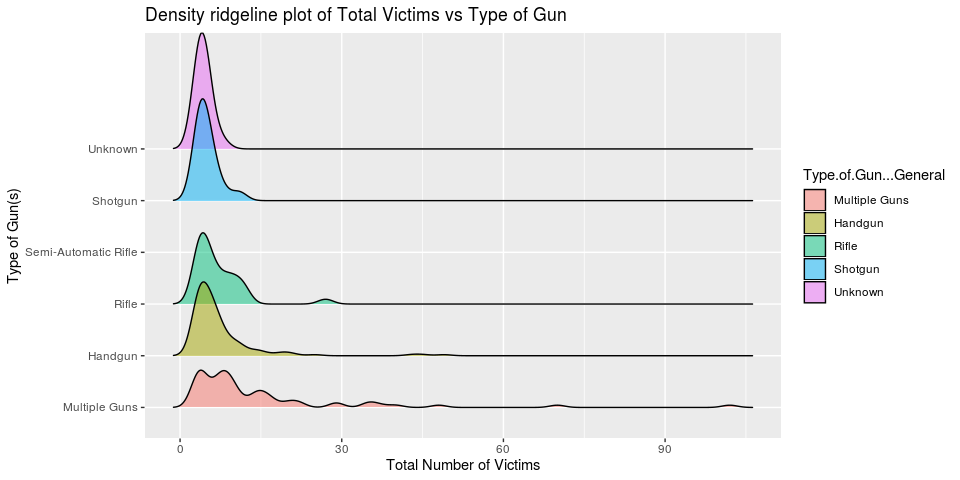 Density ridgeline plot of Total Victims vs Type of Gun
Type of Gun(s)
Unknown
Shotgun
Semi-Automatic Rifle
Rifle
Handgun
Multiple Guns
0 30 60 90
Total Number of Victims
Type.of.Gun...General
Multiple Guns
Handgun
Rifle
Shotgun
Unknown